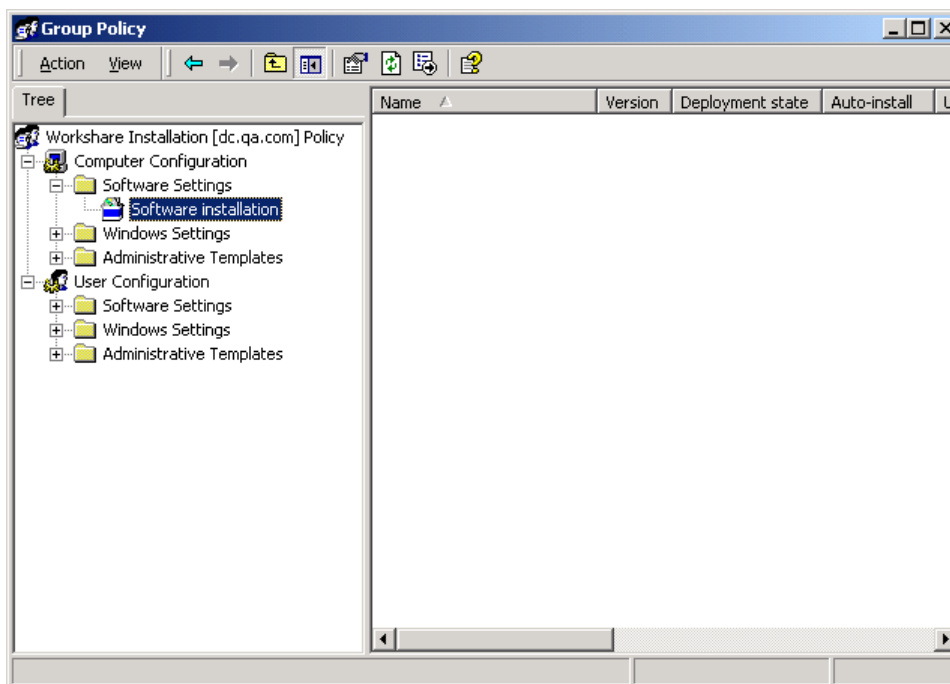 Group Policy
Action View
Tree
Name Version Deployment state Auto-install U
Workshare Installation [dc.qa.com] Policy
Computer Configuration
Software Settings
Software installation
Windows Settings
Administrative Templates
User Configuration
Software Settings
Windows Settings
Administrative Templates